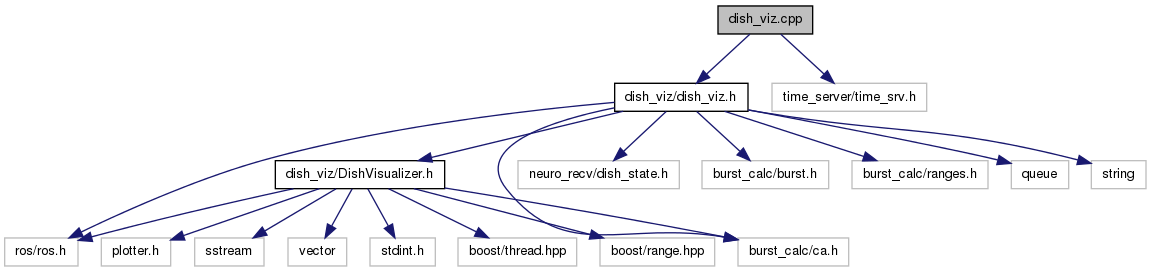 dish_viz.cpp
dish_viz/dish_viz.h
time_server/time_srv.h
dish_viz/DishVisualizer.h
neuro_recv/dish_state.h
burst_calc/burst.h
burst_calc/ranges.h
queue
string
ros/ros.h
plotter.h
sstream
vector
stdint.h
boost/thread.hpp
boost/range.hpp
burst_calc/ca.h